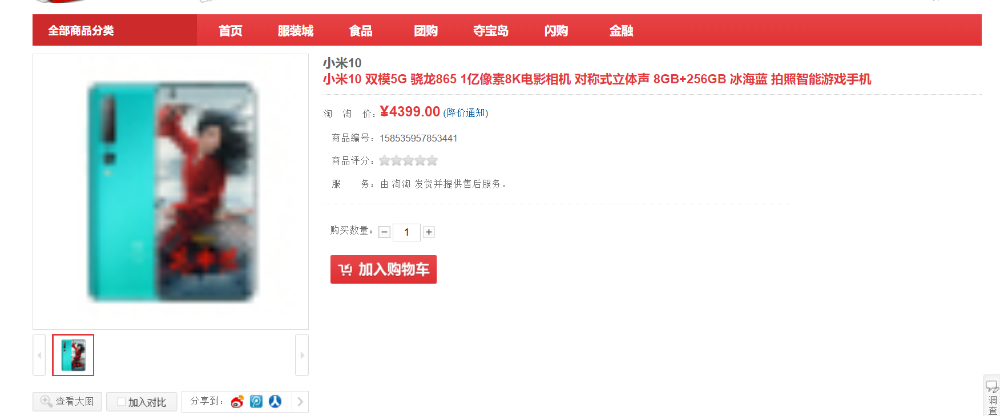 全部商品分类 首页 服装城 食品 团购 夺宝岛 闪购 金融
小米10
小米10 双模5G 骁龙865 1亿像素8K电影相机 对称式立体声 8GB+256GB 冰海蓝 拍照智能游戏手机
淘 淘 价：¥4399.00 (降价通知)
商品编号：158535957853441
商品评分：
服 务：由 淘淘 发货并提供售后服务。
购买数量： − 1 +
加入购物车
查看大图 加入对比 分享到：
调查